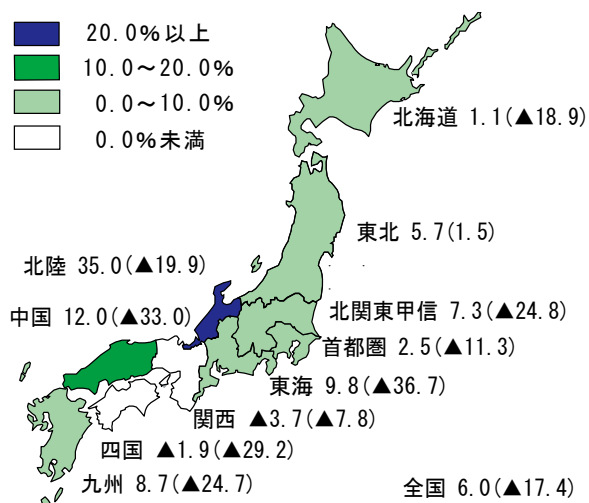 20.0%以上
10.0～20.0%
0.0～10.0%
0.0%未満
北海道 1.1(▲18.9)
東北 5.7(1.5)
北陸 35.0(▲19.9)
中国 12.0(▲33.0)
北関東甲信 7.3(▲24.8)
首都圏 2.5(▲11.3)
東海 9.8(▲36.7)
関西 ▲3.7(▲7.8)
四国 ▲1.9(▲29.2)
九州 8.7(▲24.7)
全国 6.0(▲17.4)